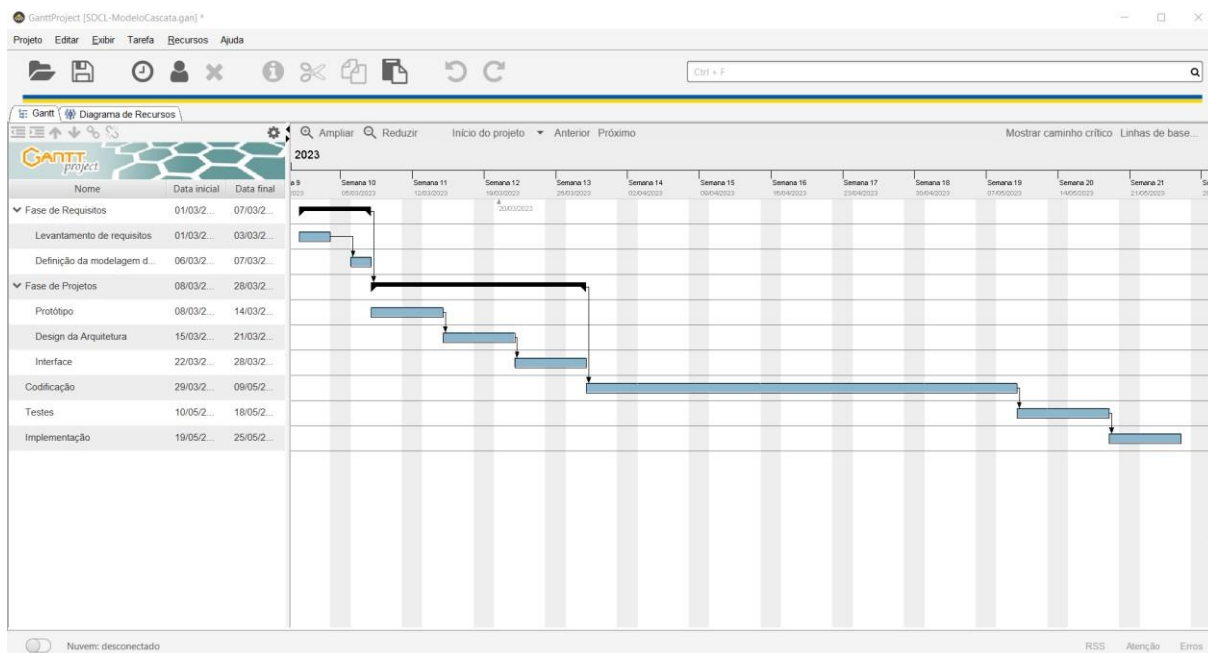 GanttProject [SDCL-ModeloCascata.gan] *
Projeto Editar Exibir Tarefa Recursos Ajuda
Ctrl + F
Gantt Diagrama de Recursos
Ampliar Reduzir Início do projeto Anterior Próximo Mostrar caminho crítico Linhas de base...
GANTT project
2023
Nome Data inicial Data final
Semana 10 Semana 11 Semana 12 Semana 13 Semana 14 Semana 15 Semana 16 Semana 17 Semana 18 Semana 19 Semana 20 Semana 21
05/03/2023 12/03/2023 19/03/2023 26/03/2023 02/04/2023 09/04/2023 16/04/2023 23/04/2023 30/04/2023 07/05/2023 14/05/2023 21/05/2023
20/03/2023
Fase de Requisitos 01/03/2... 07/03/2...
Levantamento de requisitos 01/03/2... 03/03/2...
Definição da modelagem d... 06/03/2... 07/03/2...
Fase de Projetos 08/03/2... 28/03/2...
Protótipo 08/03/2... 14/03/2...
Design da Arquitetura 15/03/2... 21/03/2...
Interface 22/03/2... 28/03/2...
Codificação 29/03/2... 09/05/2...
Testes 10/05/2... 18/05/2...
Implementação 19/05/2... 25/05/2...
Nuvem: desconectado RSS Atenção Erros